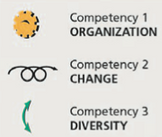 Competency 1
ORGANIZATION
Competency 2
CHANGE
Competency 3
DIVERSITY